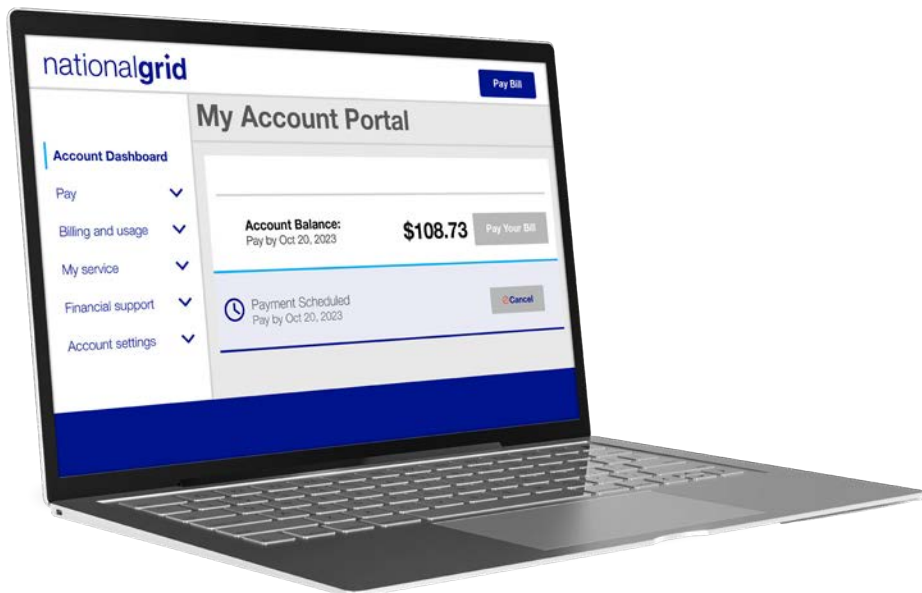 nationalgrid
Pay Bill
My Account Portal
Account Dashboard
Pay
Billing and usage
My service
Financial support
Account settings
Account Balance:
Pay by Oct 20, 2023
$108.73
Pay Your Bill
Payment Scheduled
Pay by Oct 20, 2023
Cancel